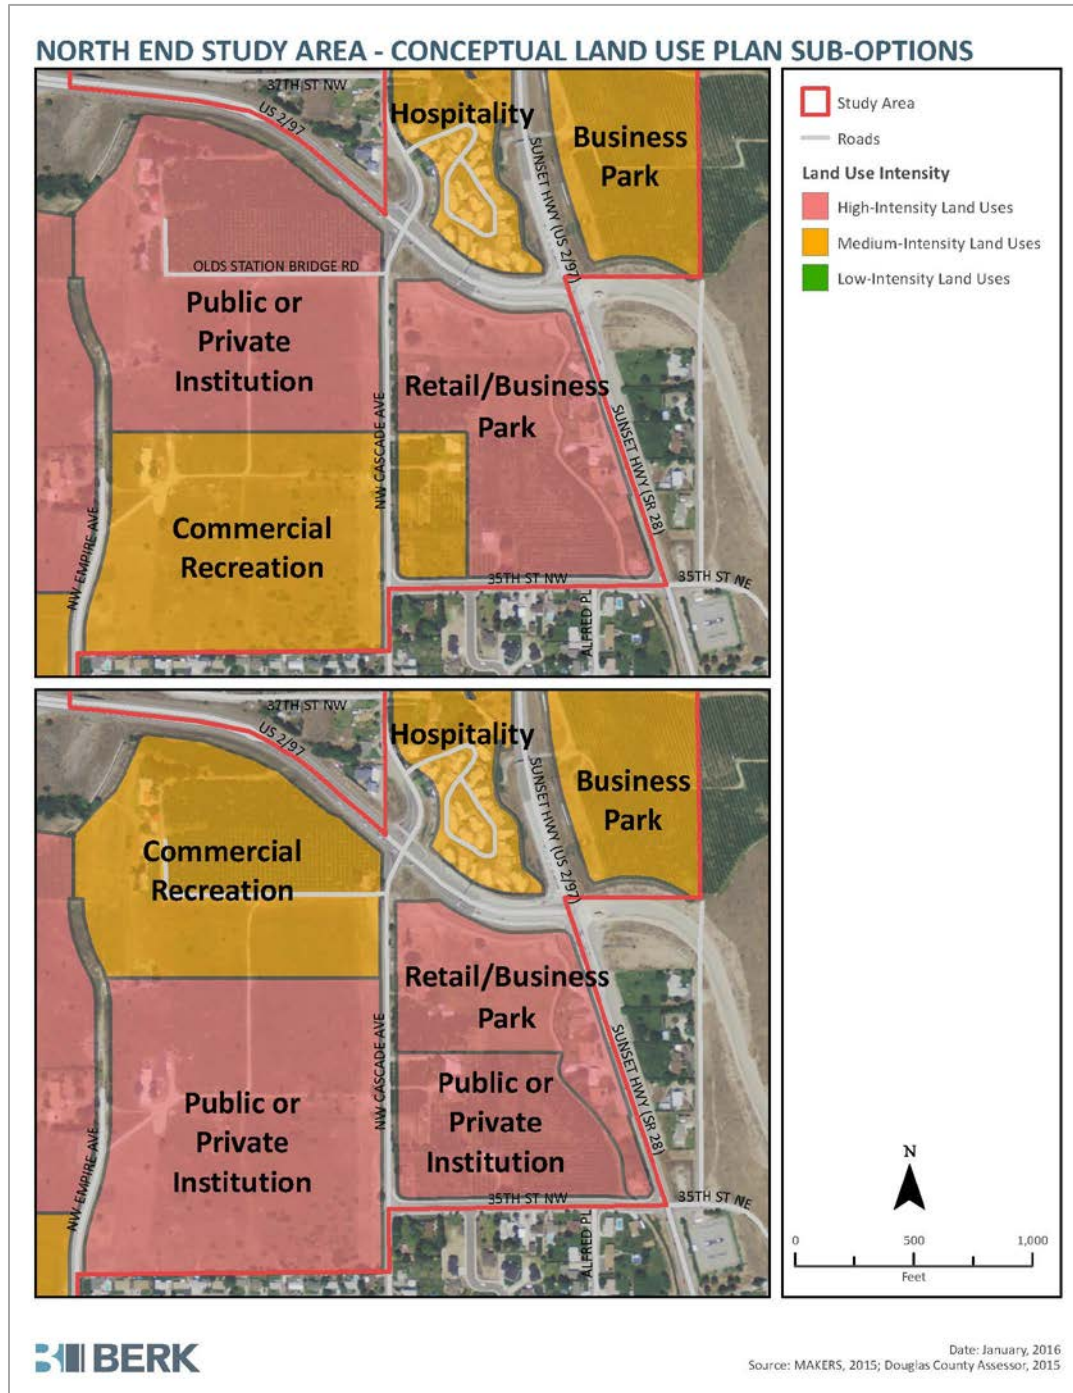 NORTH END STUDY AREA - CONCEPTUAL LAND USE PLAN SUB-OPTIONS
37TH ST NW
US 2/97
Hospitality
SUNSET HWY (US 2/97)
Business
Park
OLDS STATION BRIDGE RD
Public or
Private
Institution
Retail/Business
Park
NW CASCADE AVE
SUNSET HWY (SR 28)
Commercial
Recreation
NW EMPIRE AVE
35TH ST NW
35TH ST NE
ALFRED PL
37TH ST NW
US 2/97
Hospitality
SUNSET HWY (US 2/97)
Business
Park
Commercial
Recreation
Retail/Business
Park
NW CASCADE AVE
SUNSET HWY (SR 28)
Public or
Private
Institution
Public or
Private
Institution
NW EMPIRE AVE
35TH ST NW
35TH ST NE
ALFRED PL
Study Area
Roads
Land Use Intensity
High-Intensity Land Uses
Medium-Intensity Land Uses
Low-Intensity Land Uses
N
0 500 1,000
Feet
BERK
Date: January, 2016
Source: MAKERS, 2015; Douglas County Assessor, 2015